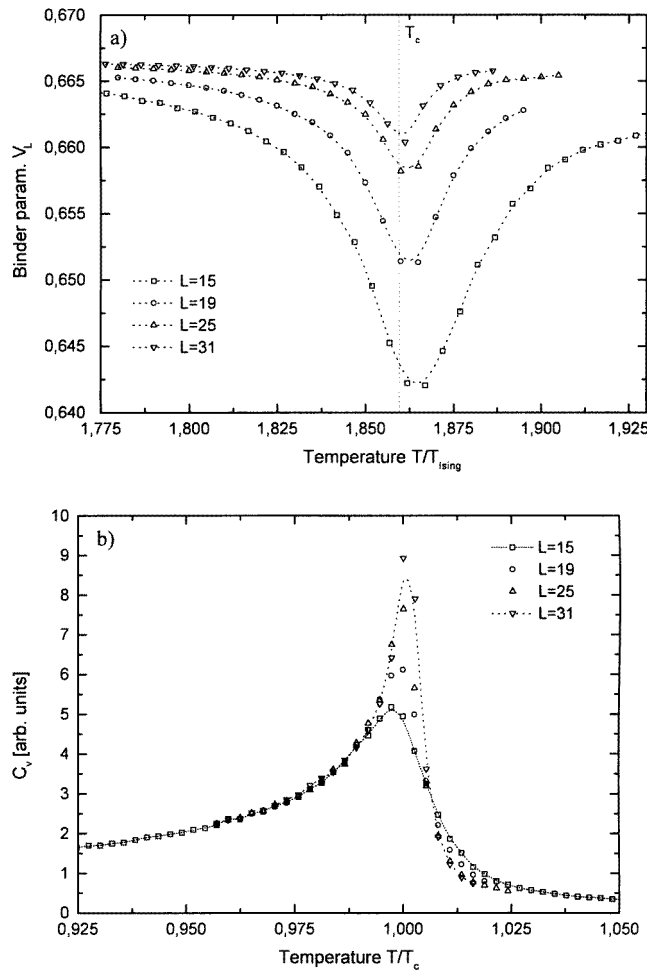 a)
T_c
0,670
0,665
0,660
0,655
0,650
0,645
0,640
Binder param. V_L
L=15
L=19
L=25
L=31
1,775 1,800 1,825 1,850 1,875 1,900 1,925
Temperature T/T_Ising
b)
10
9
8
7
6
5
4
3
2
1
0
C_v [arb. units]
L=15
L=19
L=25
L=31
0,925 0,950 0,975 1,000 1,025 1,050
Temperature T/T_c